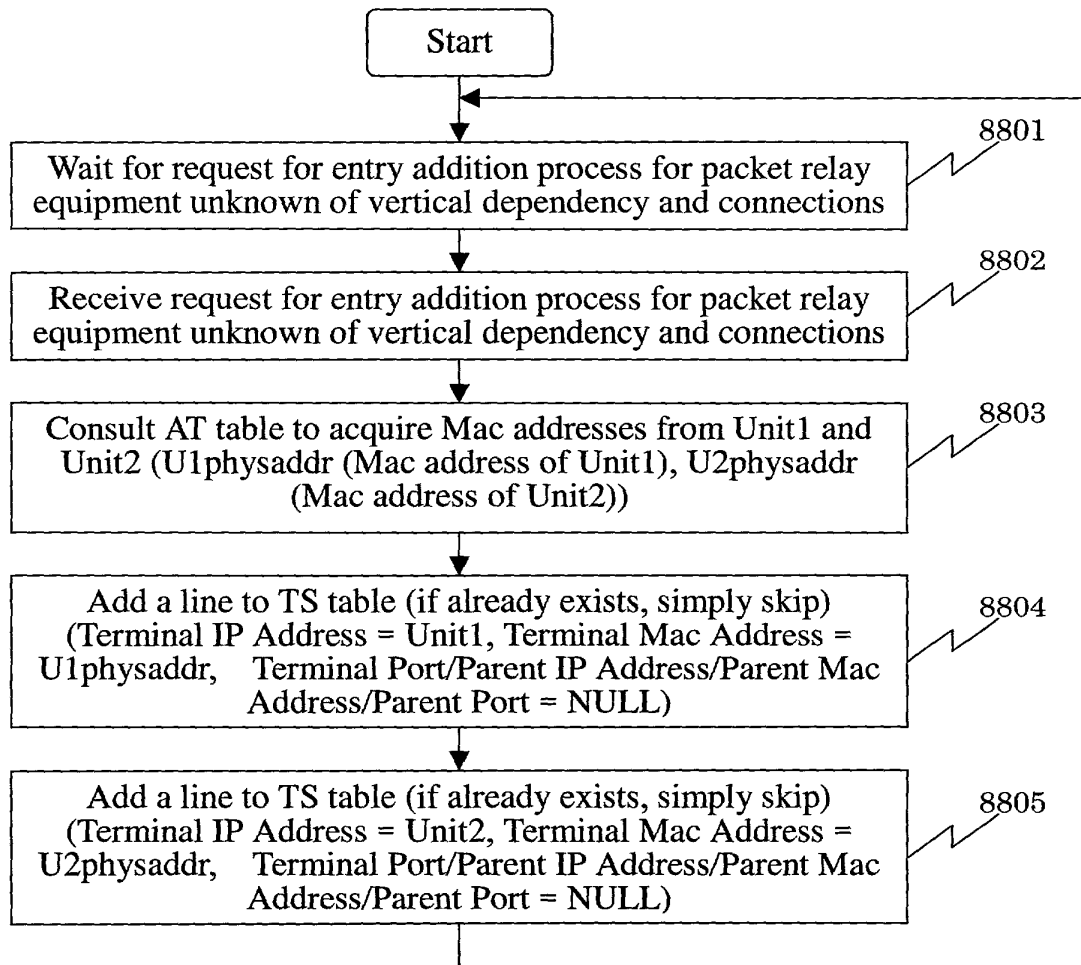 Start
8801
Wait for request for entry addition process for packet relay
equipment unknown of vertical dependency and connections
8802
Receive request for entry addition process for packet relay
equipment unknown of vertical dependency and connections
8803
Consult AT table to acquire Mac addresses from Unit1 and
Unit2 (U1physaddr (Mac address of Unit1), U2physaddr
(Mac address of Unit2))
8804
Add a line to TS table (if already exists, simply skip)
(Terminal IP Address = Unit1, Terminal Mac Address =
U1physaddr, Terminal Port/Parent IP Address/Parent Mac
Address/Parent Port = NULL)
8805
Add a line to TS table (if already exists, simply skip)
(Terminal IP Address = Unit2, Terminal Mac Address =
U2physaddr, Terminal Port/Parent IP Address/Parent Mac
Address/Parent Port = NULL)